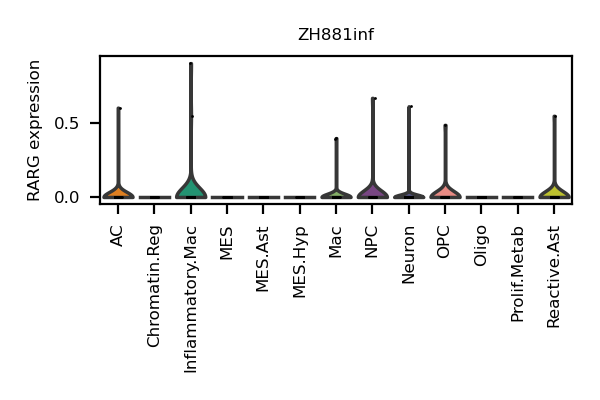 ZH881inf
RARG expression
0.5
0.0
AC
Chromatin.Reg
Inflammatory.Mac
MES
MES.Ast
MES.Hyp
Mac
NPC
Neuron
OPC
Oligo
Prolif.Metab
Reactive.Ast